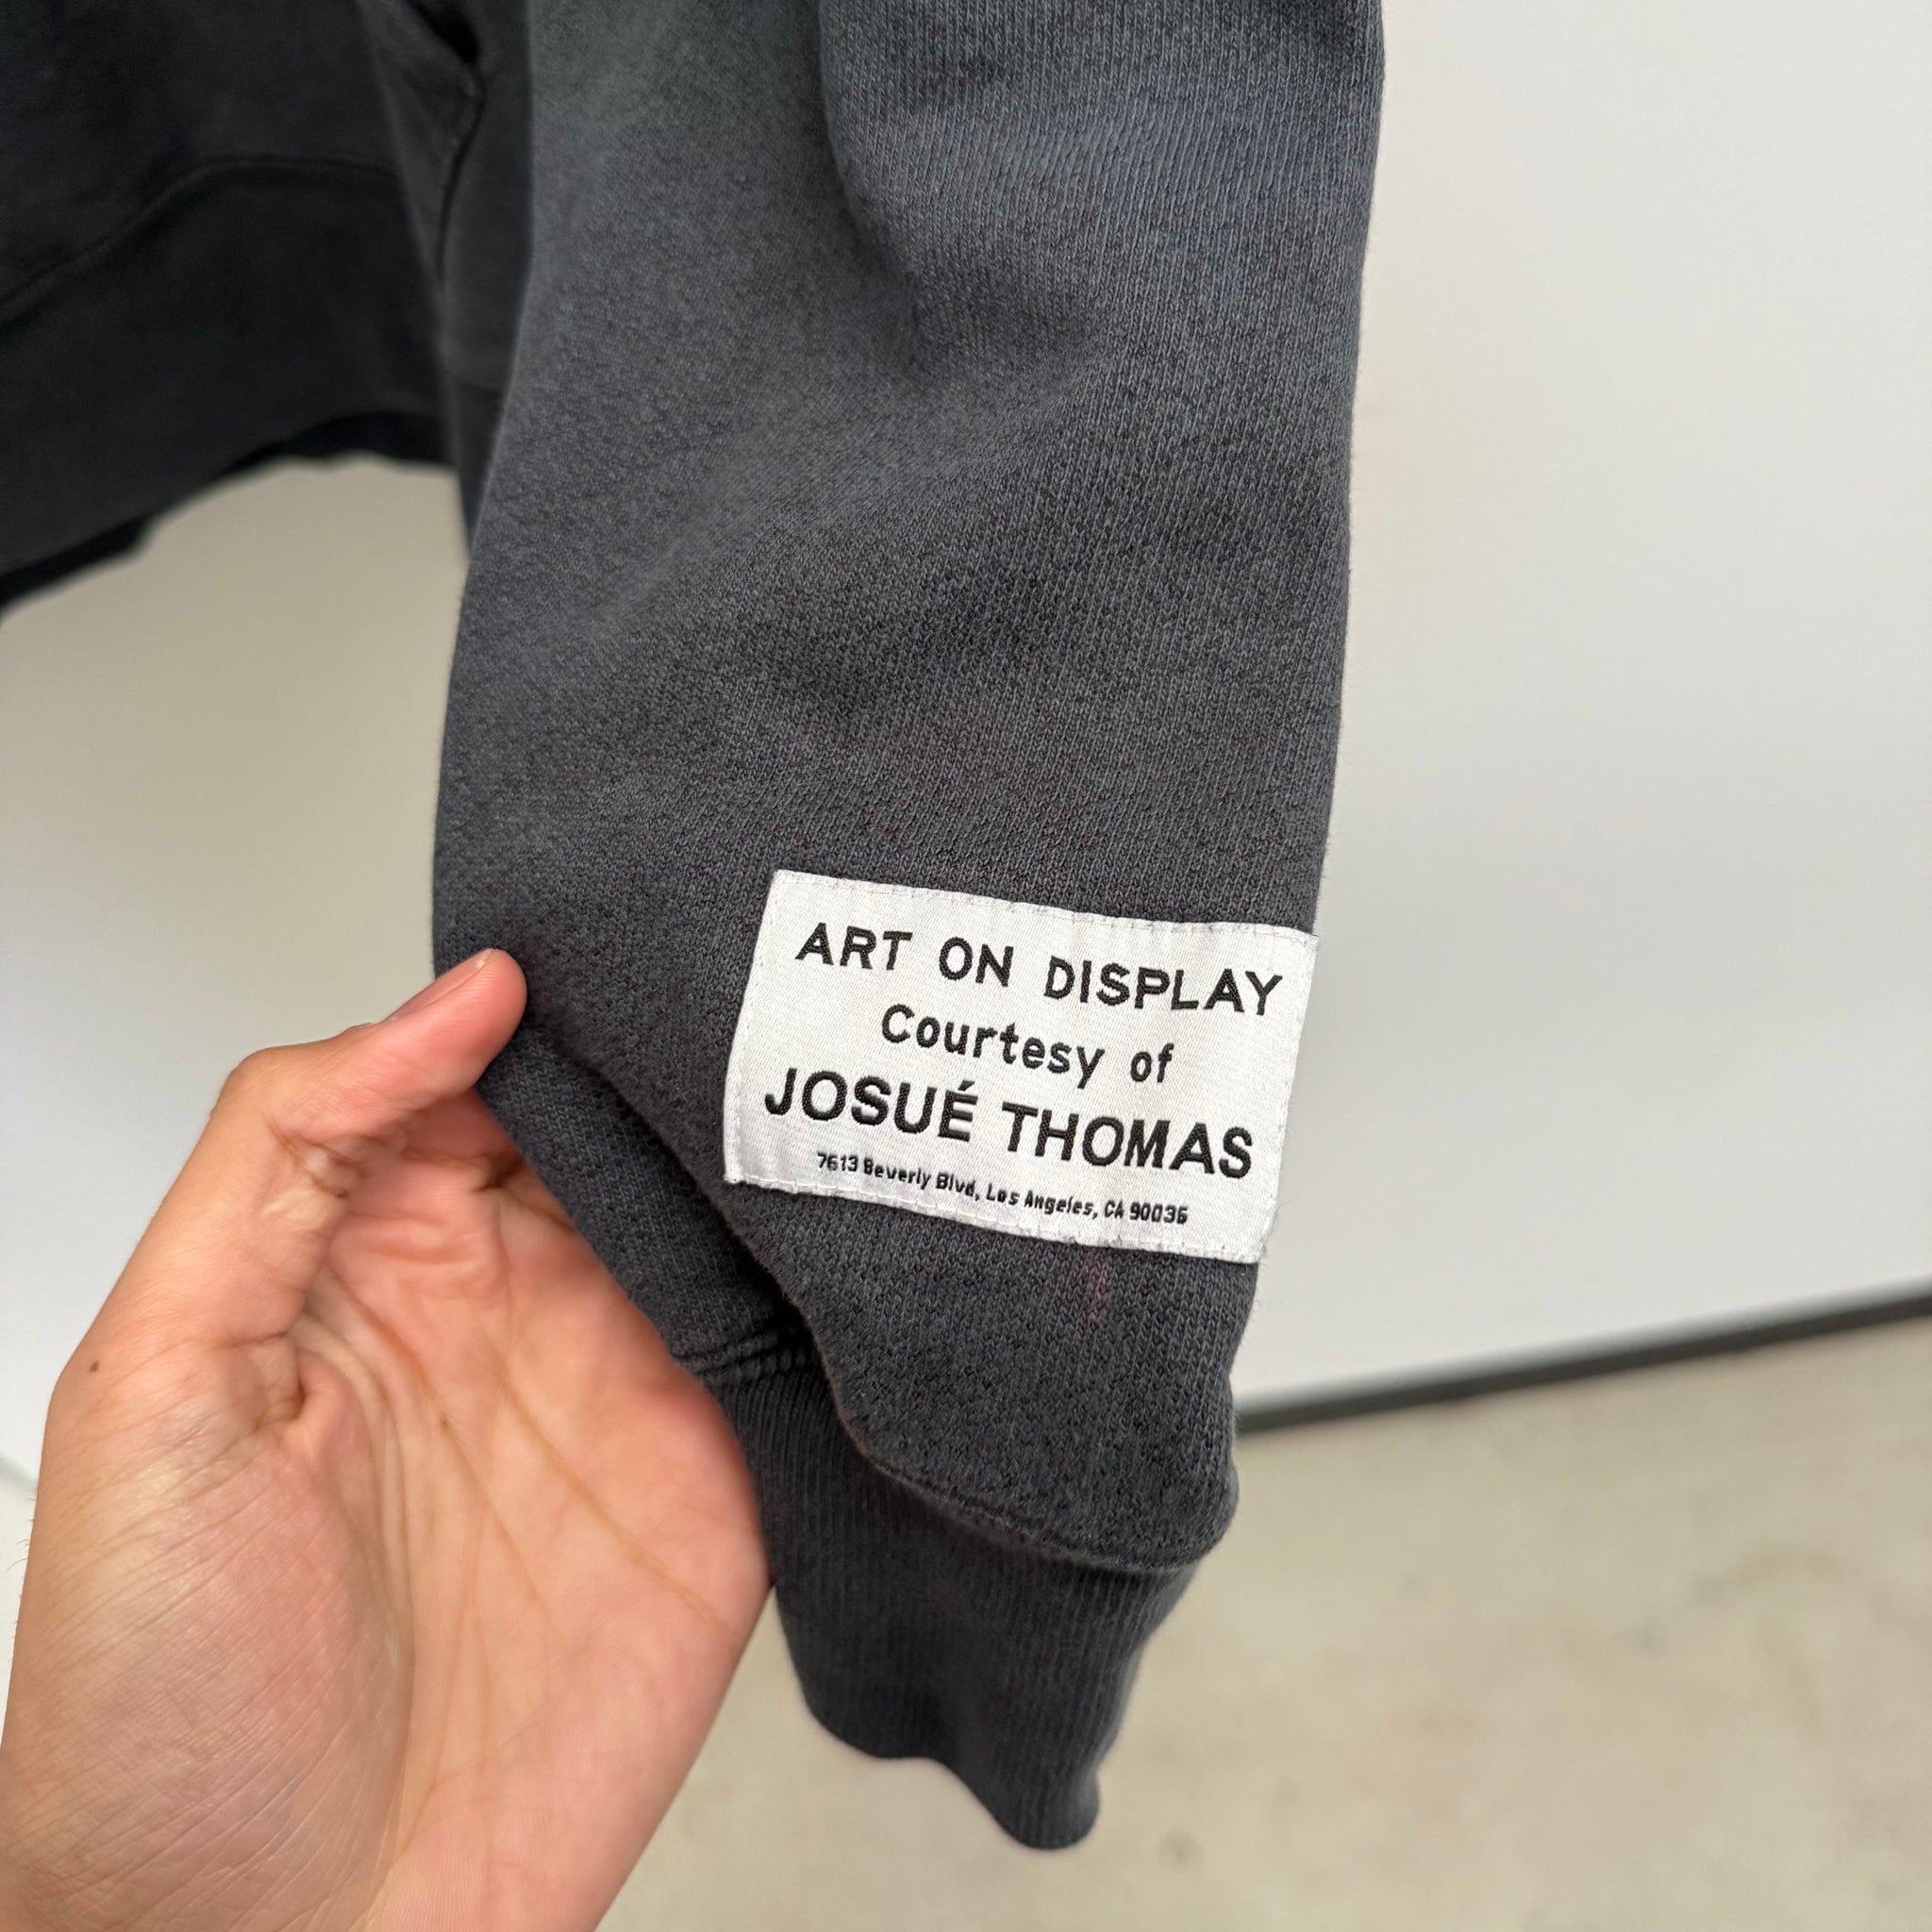 ART ON DISPLAY
Courtesy of
JOSUÉ THOMAS
7613 Beverly Blvd, Los Angeles, CA 90036